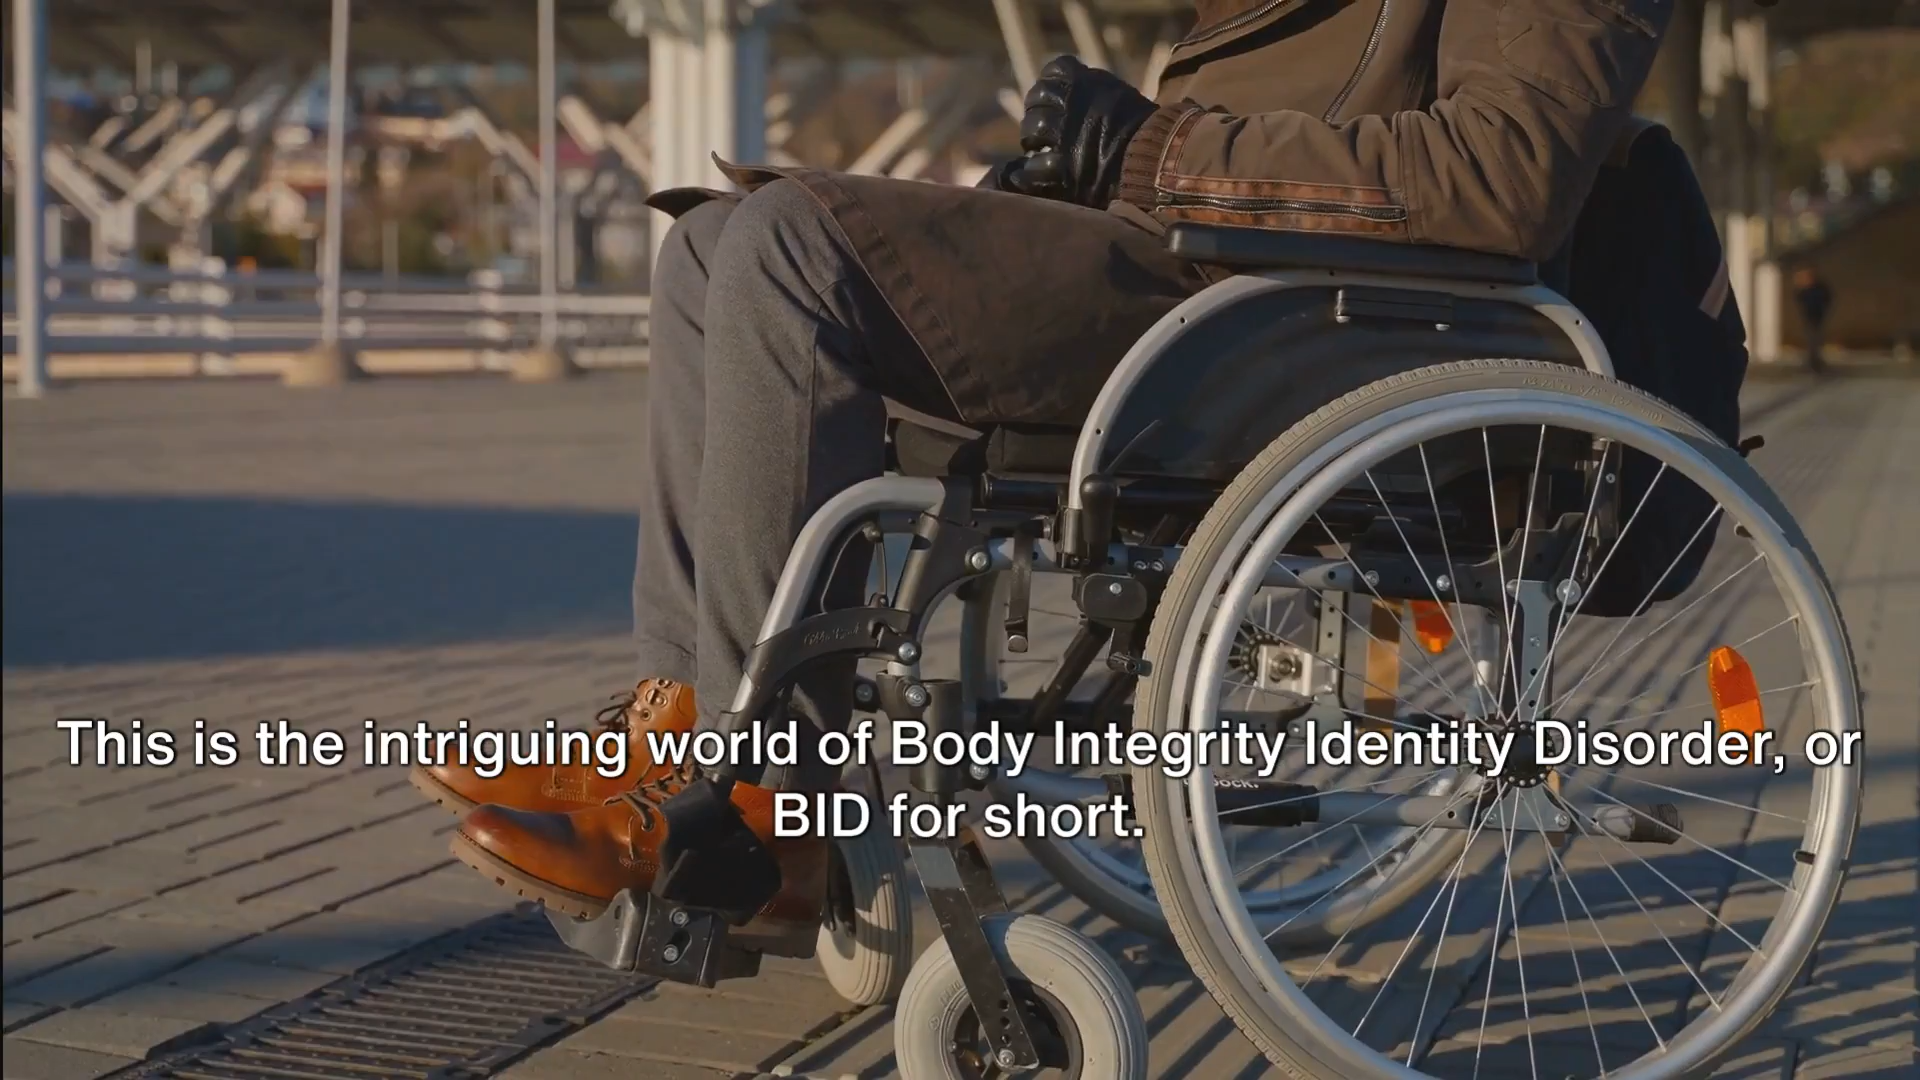 This is the intriguing world of Body Integrity Identity Disorder, or
BID for short.